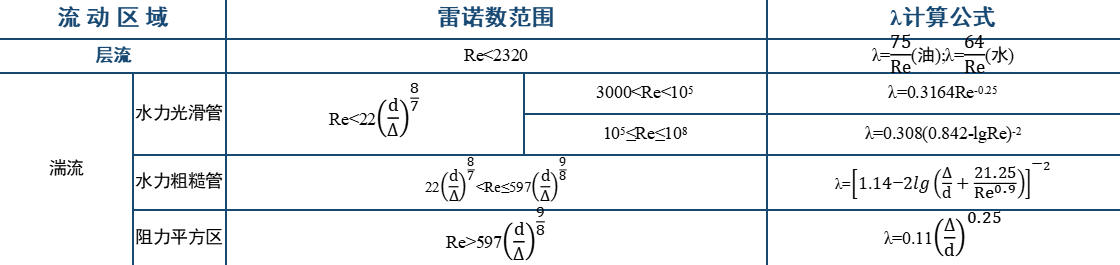 流动区域 雷诺数范围 λ计算公式
层流 Re<2320 λ=75/Re(油);λ=64/Re(水)
湍流
水力光滑管 Re<22(d/Δ)^(8/7)
3000<Re<10^5 λ=0.3164Re^-0.25
10^5≤Re≤10^8 λ=0.308(0.842-lgRe)^-2
水力粗糙管 22(d/Δ)^(8/7)<Re≤597(d/Δ)^(9/8) λ=[1.14−2lg(Δ/d+21.25/Re^0.9)]^−2
阻力平方区 Re>597(d/Δ)^(9/8) λ=0.11(Δ/d)^0.25